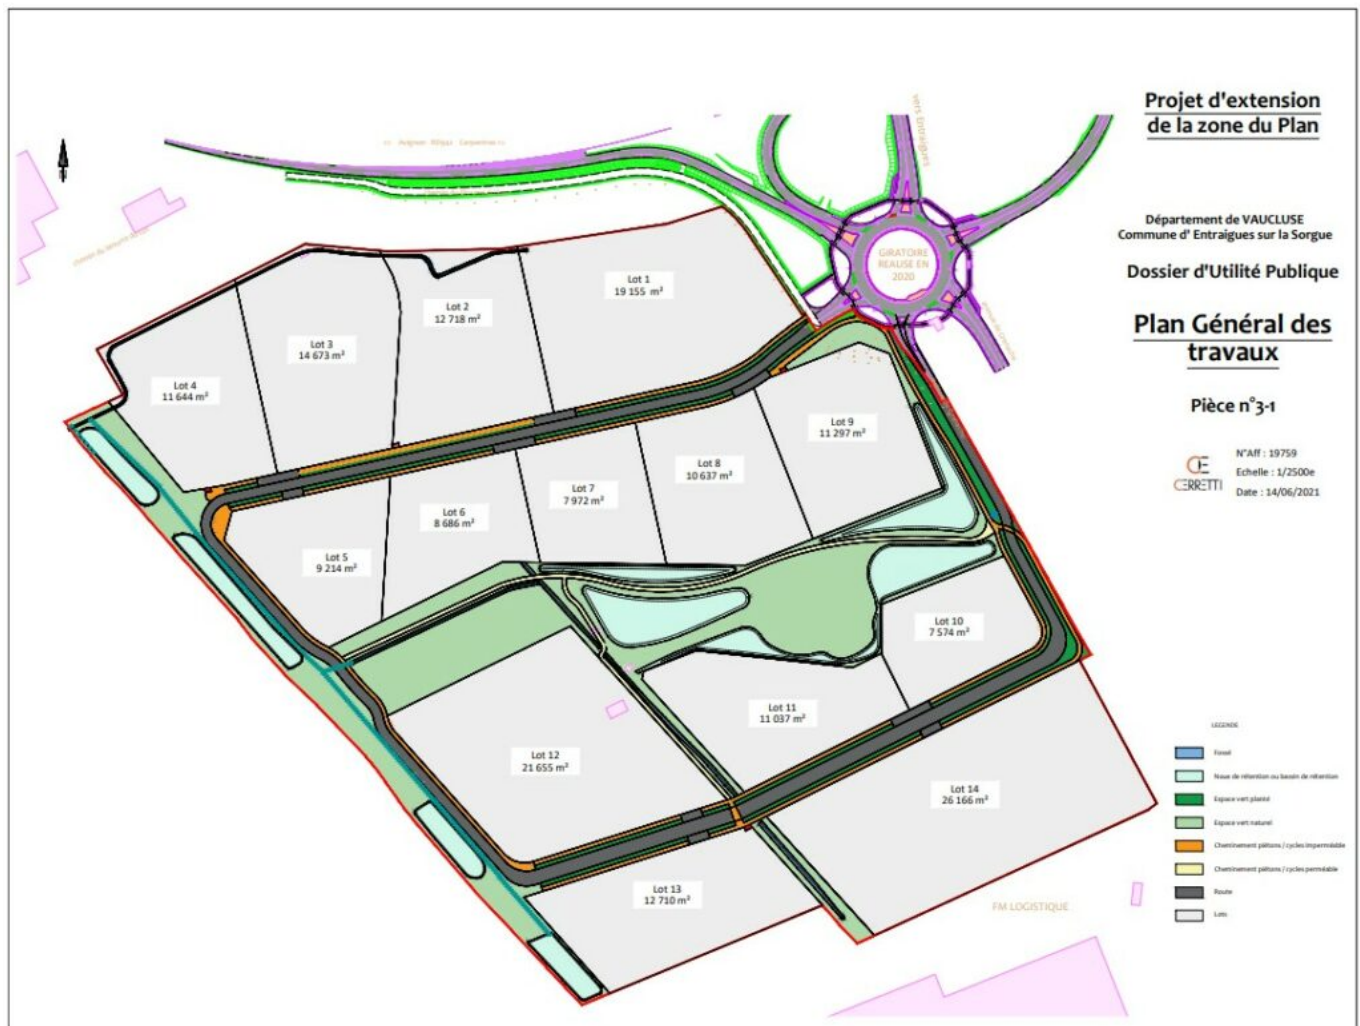 Projet d'extension
de la zone du Plan
Département de VAUCLUSE
Commune d' Entraigues sur la Sorgue
Dossier d'Utilité Publique
Plan Général des
travaux
Pièce n°3-1
CE
CERRETTI
N°Aff : 19759
Echelle : 1/2500e
Date : 14/06/2021
vers Entraigues
GIRATOIRE
REALISE EN
2020
Lot 1
19 155 m²
Lot 2
12 718 m²
Lot 3
14 673 m²
Lot 4
11 644 m²
Lot 9
11 297 m²
Lot 8
10 637 m²
Lot 7
7 972 m²
Lot 6
8 686 m²
Lot 5
9 214 m²
Lot 10
7 574 m²
Lot 11
11 037 m²
Lot 12
21 655 m²
Lot 14
26 166 m²
Lot 13
12 710 m²
FM LOGISTIQUE
LEGENDE
Fossé
Noue de rétention ou bassin de rétention
Espace vert planté
Espace vert naturel
Cheminement piétons / cycles imperméable
Cheminement piétons / cycles perméable
Route
Lots